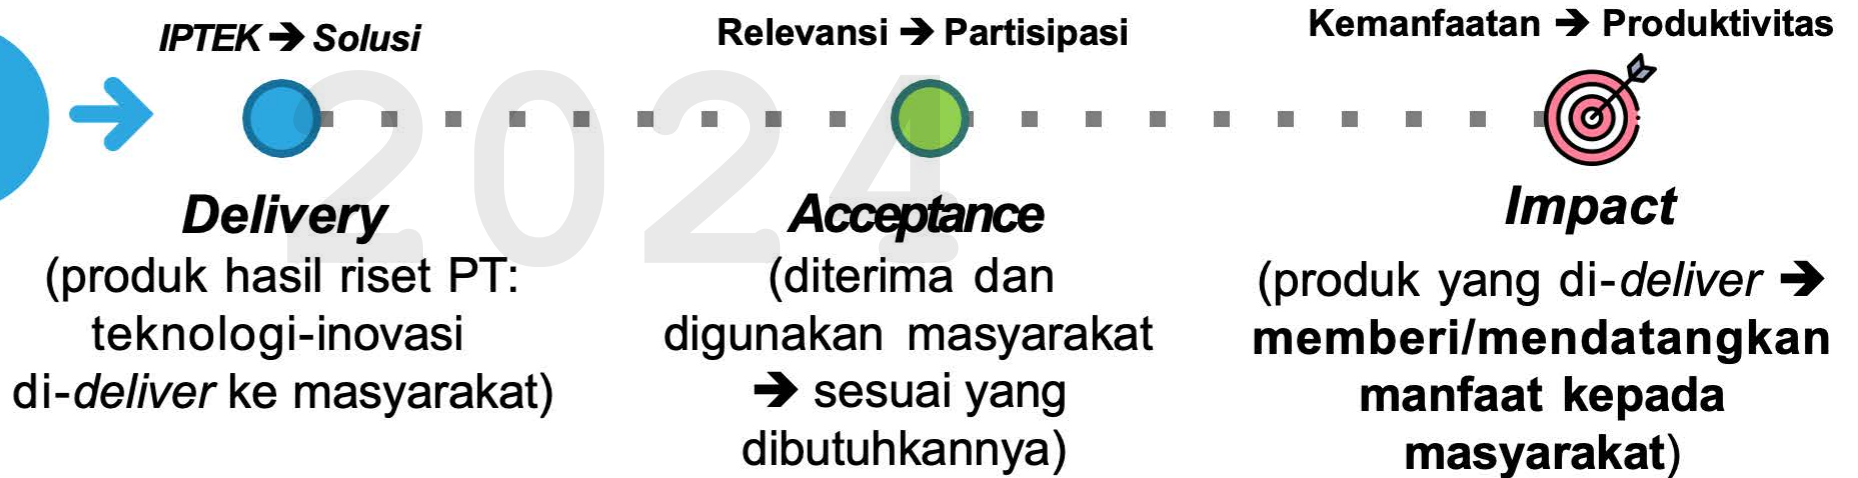 IPTEK ➔ Solusi
Delivery
(produk hasil riset PT:
teknologi-inovasi
di-deliver ke masyarakat)
Relevansi ➔ Partisipasi
Acceptance
(diterima dan
digunakan masyarakat
➔ sesuai yang
dibutuhkannya)
Kemanfaatan ➔ Produktivitas
Impact
(produk yang di-deliver ➔
memberi/mendatangkan
manfaat kepada
masyarakat)
2024